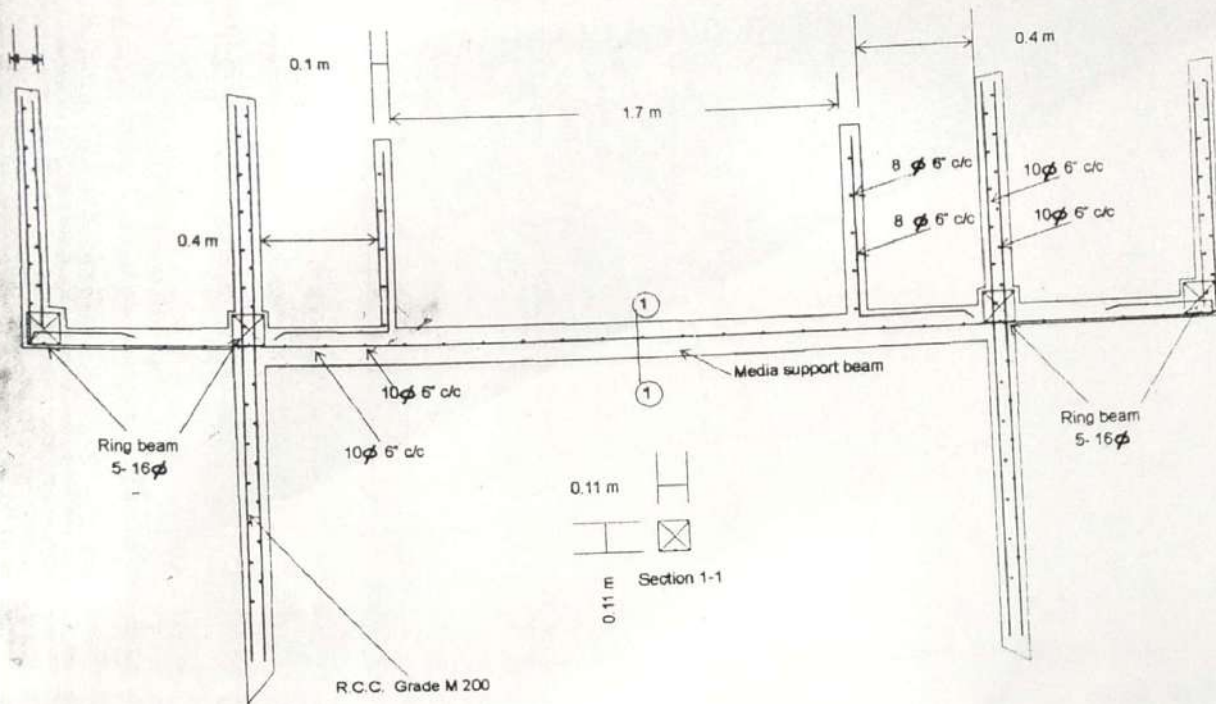 0.1 m
0.4 m
1.7 m
8 ϕ 6" c/c
10ϕ 6" c/c
8 ϕ 6" c/c
10ϕ 6" c/c
0.4 m
1
Media support beam
1
10ϕ 6" c/c
10ϕ 6" c/c
Ring beam
5- 16ϕ
Ring beam
5- 16ϕ
0.11 m
0.11 m
Section 1-1
R.C.C. Grade M 200